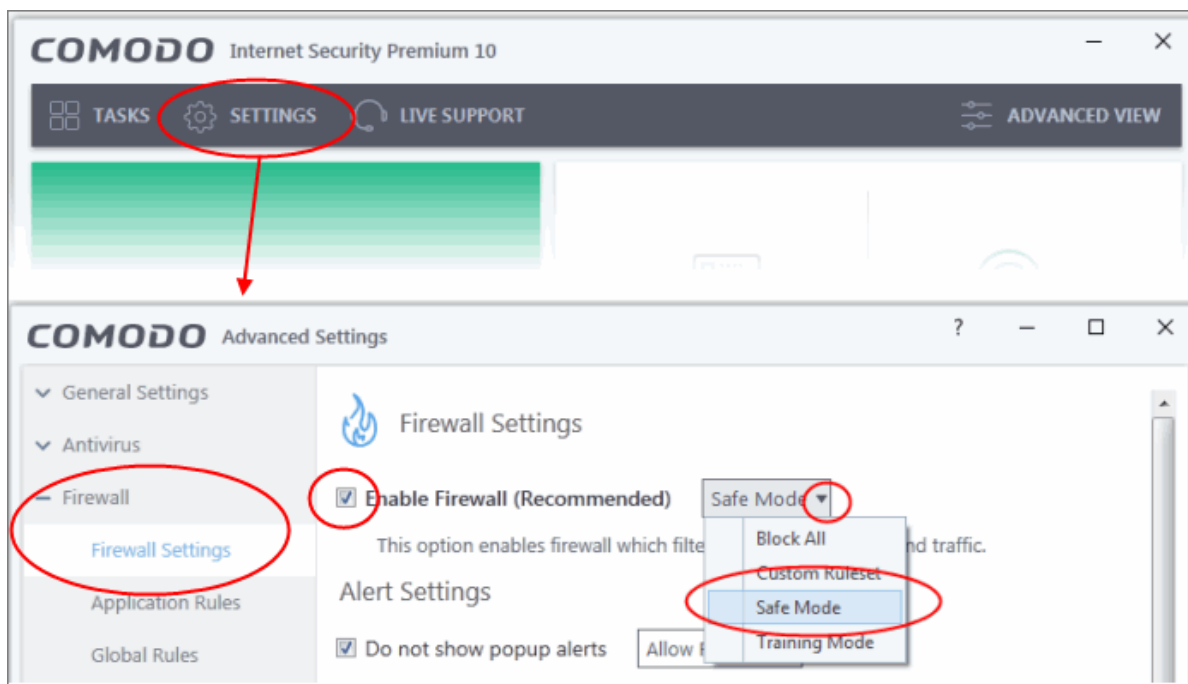 COMODO Internet Security Premium 10
TASKS SETTINGS LIVE SUPPORT ADVANCED VIEW
COMODO Advanced Settings ?
General Settings
Antivirus
Firewall
Firewall Settings
Application Rules
Global Rules
Firewall Settings
Enable Firewall (Recommended) Safe Mode
This option enables firewall which filte nd traffic.
Block All
Custom Ruleset
Safe Mode
Training Mode
Alert Settings
Do not show popup alerts Allow